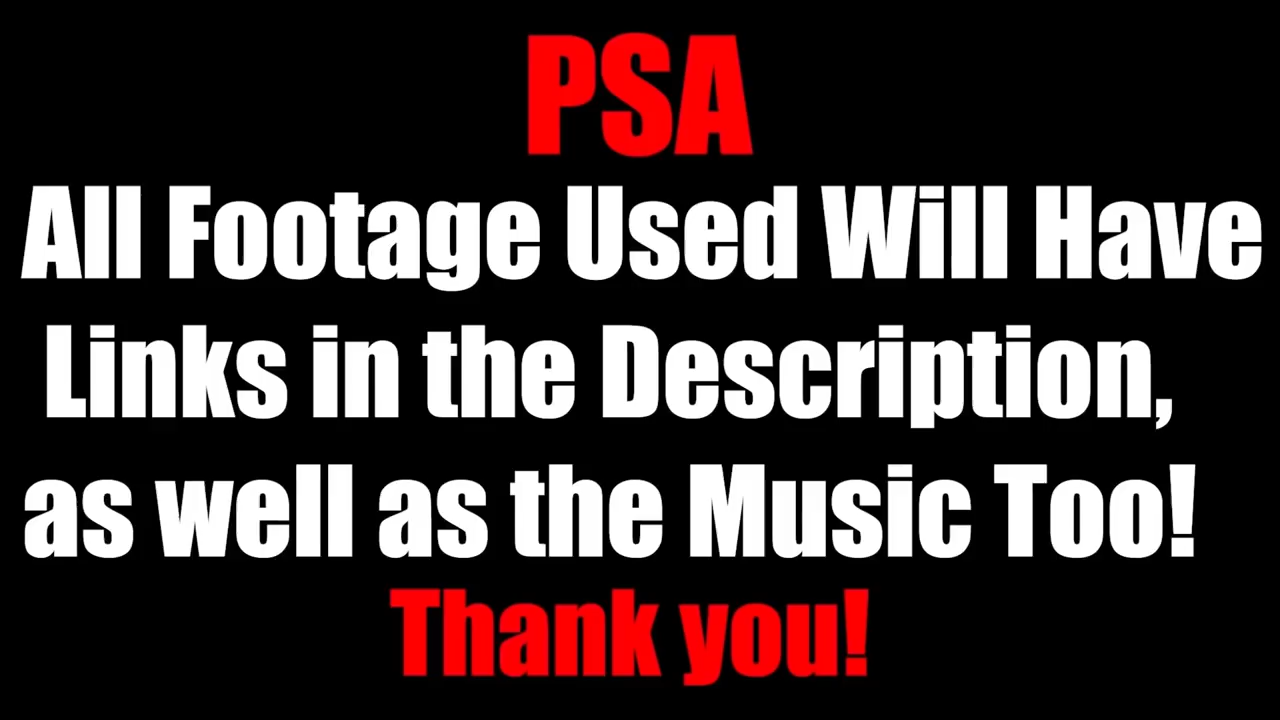 PSA
All Footage Used Will Have
Links in the Description,
as well as the Music Too!
Thank you!